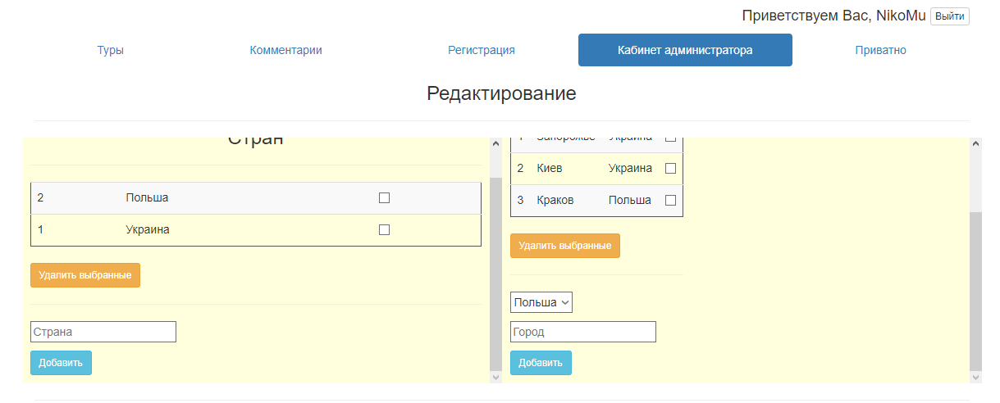 Приветствуем Вас, NikoMu Выйти
Туры Комментарии Регистрация Кабинет администратора Приватно
Редактирование
Стран
2 Польша
1 Украина
Удалить выбранные
Страна
Добавить
1 Запорожье Украина
2 Киев Украина
3 Краков Польша
Удалить выбранные
Польша
Город
Добавить